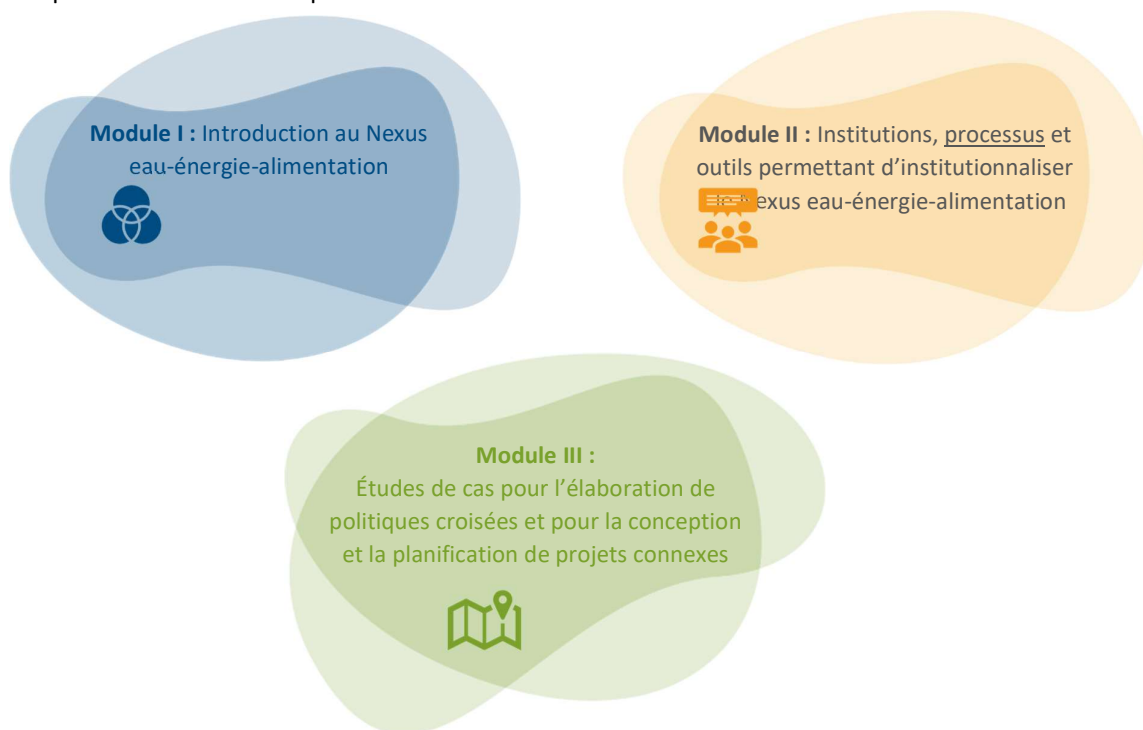 Module I : Introduction au Nexus
eau-énergie-alimentation
Module II : Institutions, processus et
outils permettant d'institutionnaliser
Nexus eau-énergie-alimentation
Module III :
Études de cas pour l'élaboration de
politiques croisées et pour la conception
et la planification de projets connexes